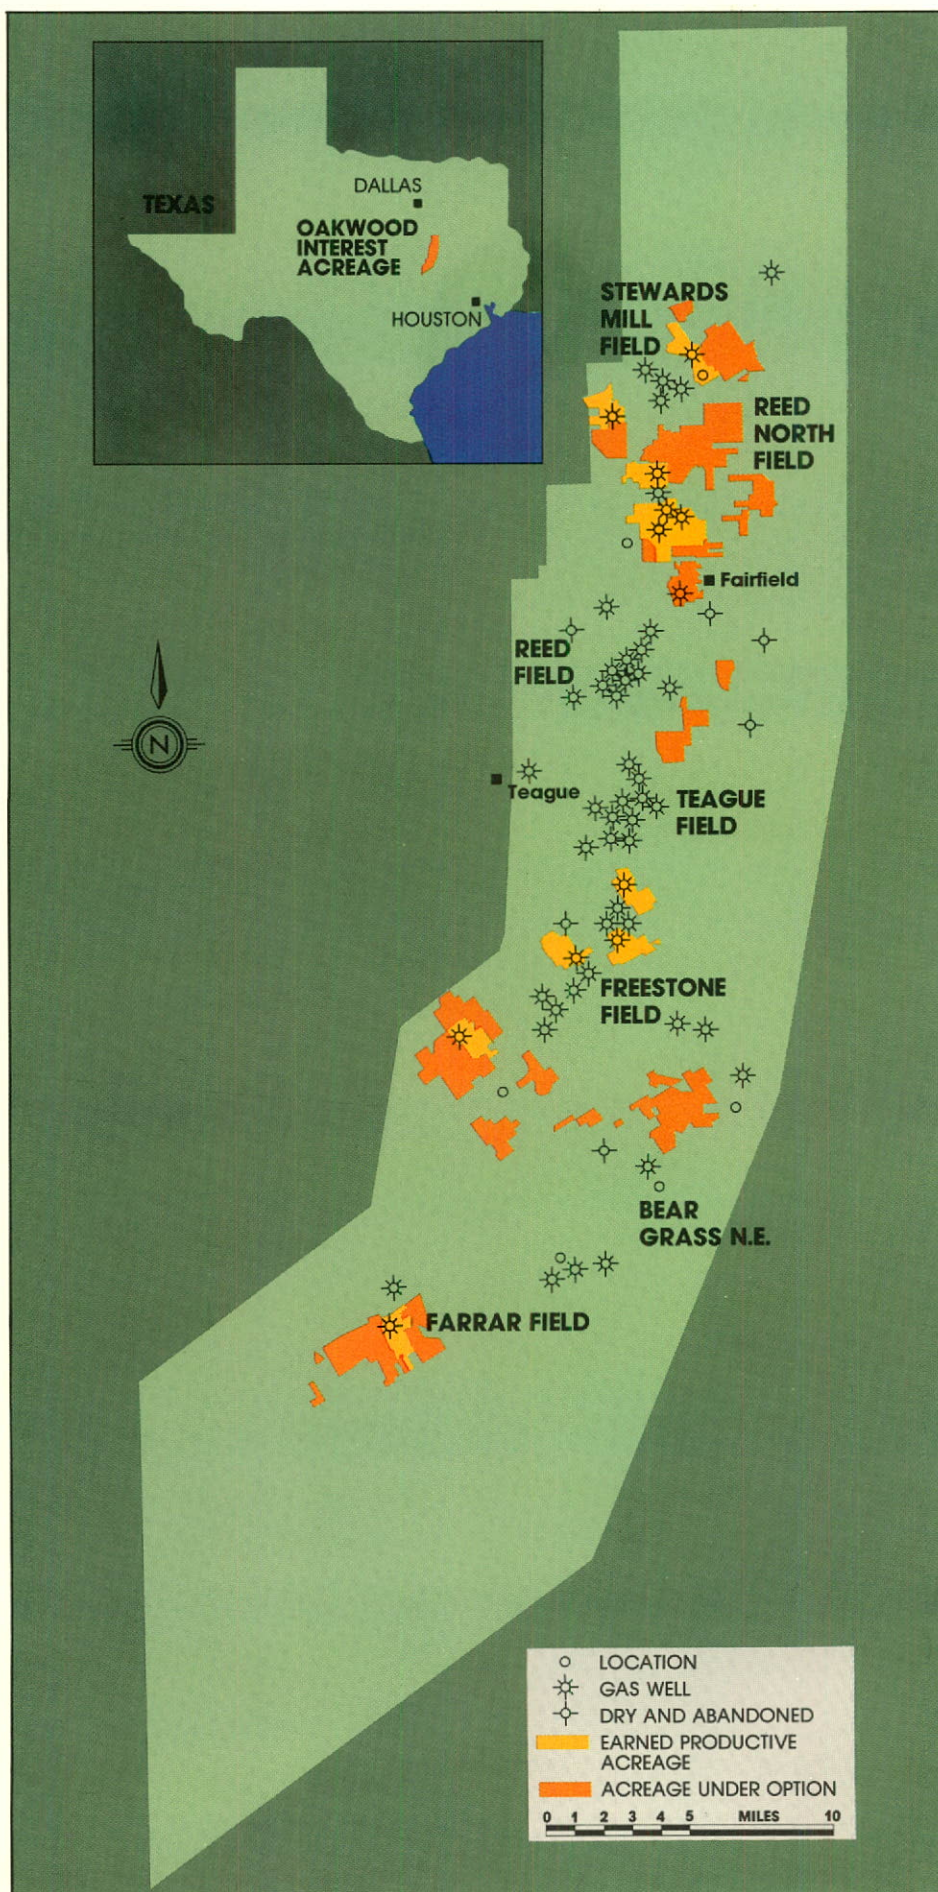 TEXAS
DALLAS
OAKWOOD
INTEREST
ACREAGE
HOUSTON
STEWARDS
MILL
FIELD
REED
NORTH
FIELD
Fairfield
REED
FIELD
N
Teague
TEAGUE
FIELD
FREESTONE
FIELD
BEAR
GRASS N.E.
FARRAR FIELD
LOCATION
GAS WELL
DRY AND ABANDONED
EARNED PRODUCTIVE
ACREAGE
ACREAGE UNDER OPTION
0 1 2 3 4 5 MILES 10